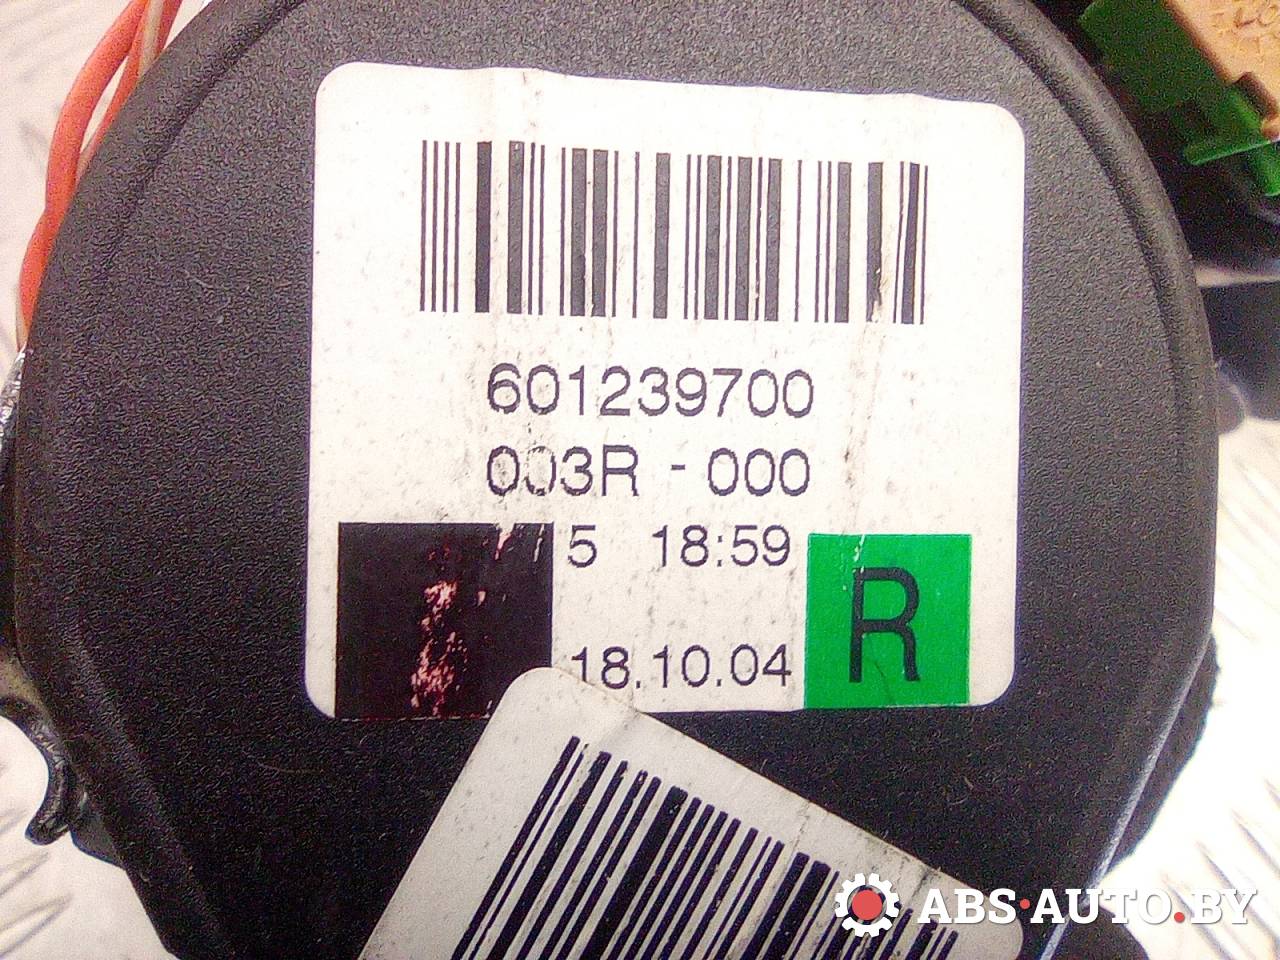 601239700
003R - 000
5 18:59
R
18.10.04
ABS·AUTO.BY